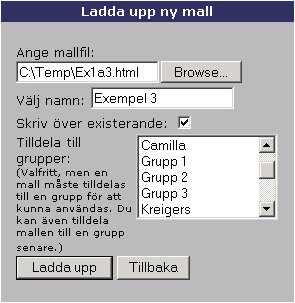 Ladda upp ny mall
Ange mallfil:
C:\Temp\Ex1a3.html Browse...
Välj namn: Exempel 3
Skriv över existerande:
Tilldela till
grupper:
(Valfritt, men en
mall måste tilldelas
till en grupp för att
kunna användas. Du
kan även tilldela
mallen till en grupp
senare.)
Camilla
Grupp 1
Grupp 2
Grupp 3
Kreigers
Ladda upp Tillbaka